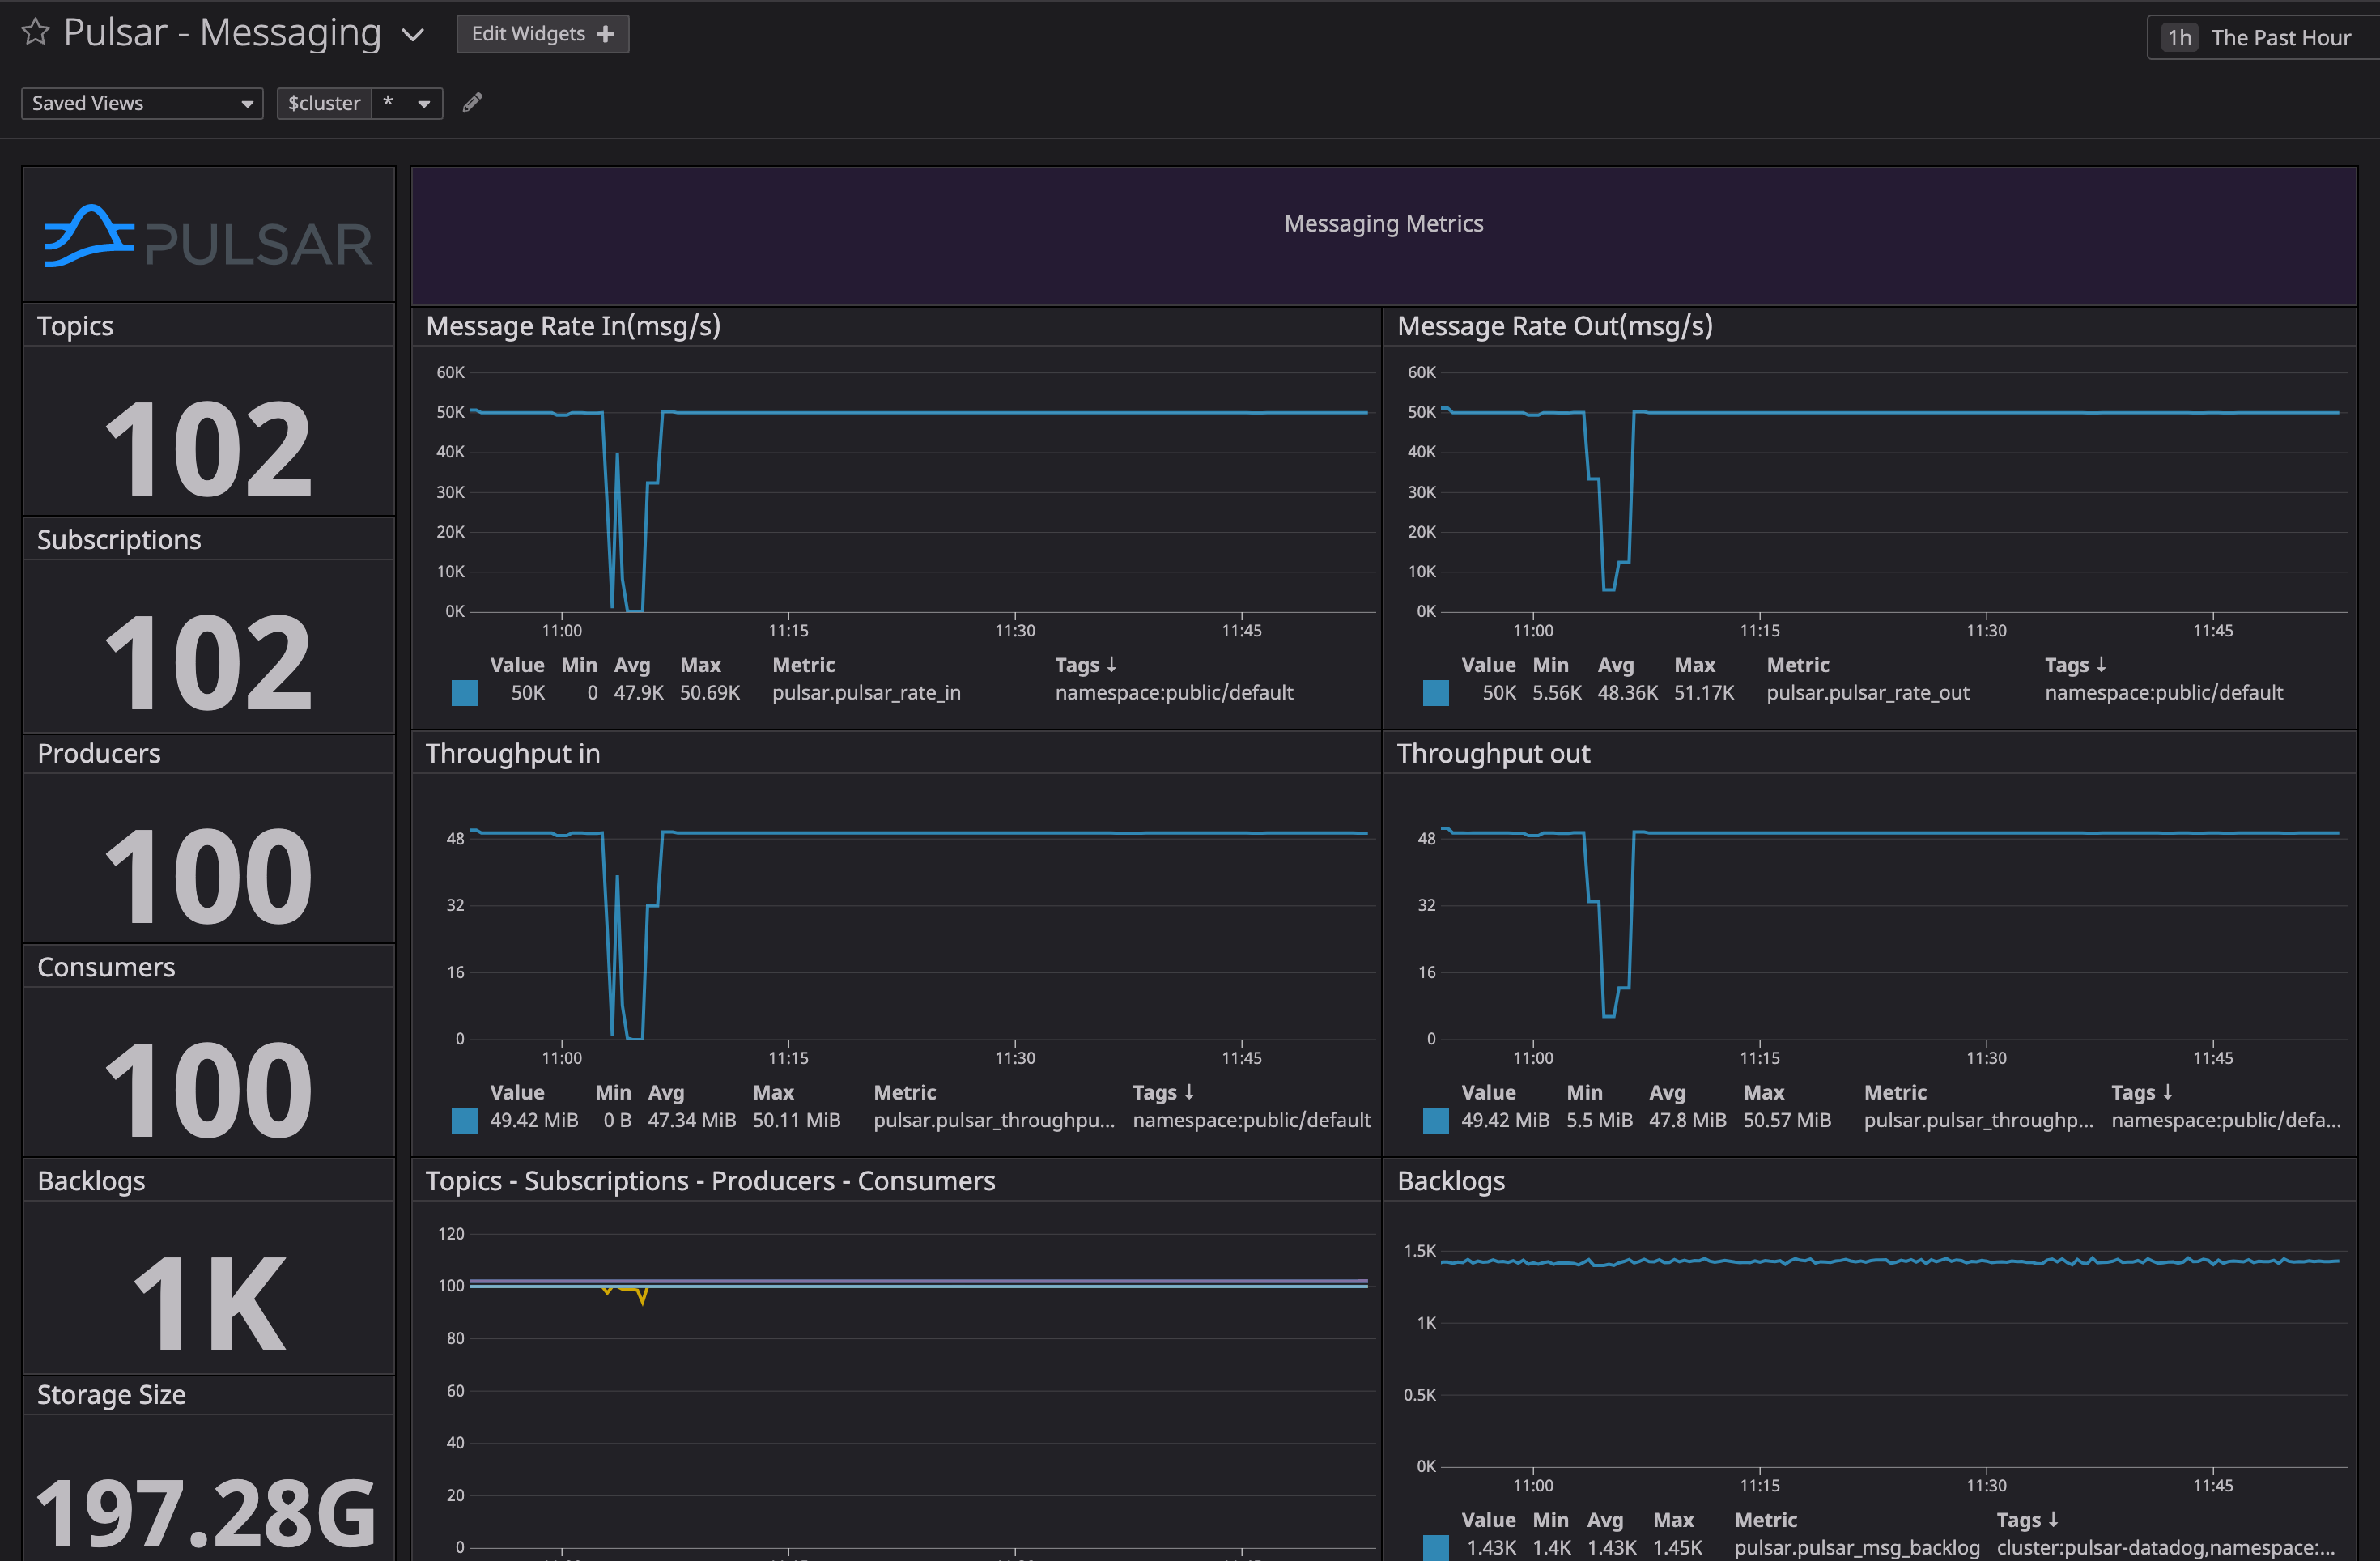 Pulsar - Messaging
Edit Widgets
1h The Past Hour
Saved Views
$cluster *
PULSAR
Messaging Metrics
Topics
102
Subscriptions
102
Producers
100
Consumers
100
Backlogs
1K
Storage Size
197.28G
Message Rate In(msg/s)
60K
50K
40K
30K
20K
10K
0K
11:00 11:15 11:30 11:45
Value Min Avg Max Metric Tags ↓
50K 0 47.9K 50.69K pulsar.pulsar_rate_in namespace:public/default
Message Rate Out(msg/s)
60K
50K
40K
30K
20K
10K
0K
11:00 11:15 11:30 11:45
Value Min Avg Max Metric Tags ↓
50K 5.56K 48.36K 51.17K pulsar.pulsar_rate_out namespace:public/default
Throughput in
48
32
16
0
11:00 11:15 11:30 11:45
Value Min Avg Max Metric Tags ↓
49.42 MiB 0 B 47.34 MiB 50.11 MiB pulsar.pulsar_throughpu... namespace:public/default
Throughput out
48
32
16
0
11:00 11:15 11:30 11:45
Value Min Avg Max Metric Tags ↓
49.42 MiB 5.5 MiB 47.8 MiB 50.57 MiB pulsar.pulsar_throughp... namespace:public/defa...
Topics - Subscriptions - Producers - Consumers
120
100
80
60
40
20
0
Backlogs
1.5K
1K
0.5K
0K
11:00 11:15 11:30 11:45
Value Min Avg Max Metric Tags ↓
1.43K 1.4K 1.43K 1.45K pulsar.pulsar_msg_backlog cluster:pulsar-datadog,namespace:...